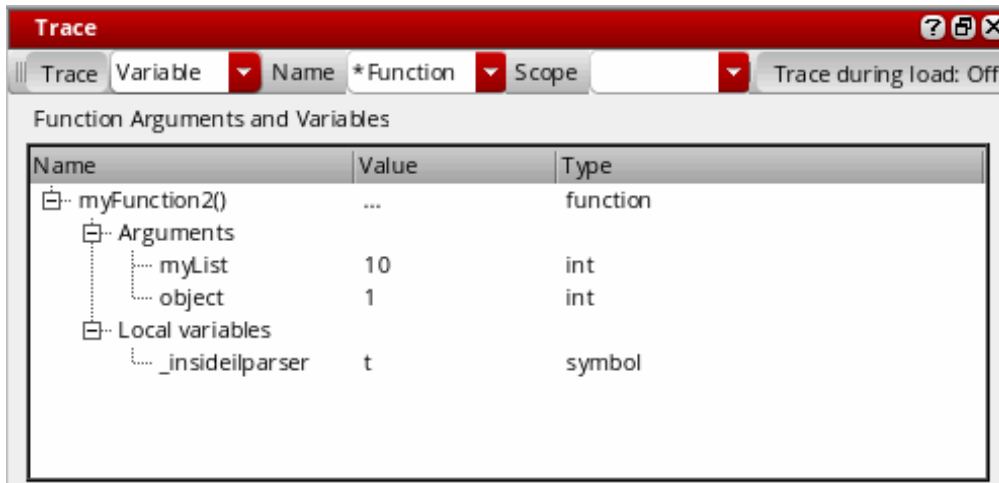 Trace
Trace Variable Name *Function Scope Trace during load: Off
Function Arguments and Variables
Name Value Type
myFunction2() ... function
Arguments
myList 10 int
object 1 int
Local variables
_insideilparser t symbol